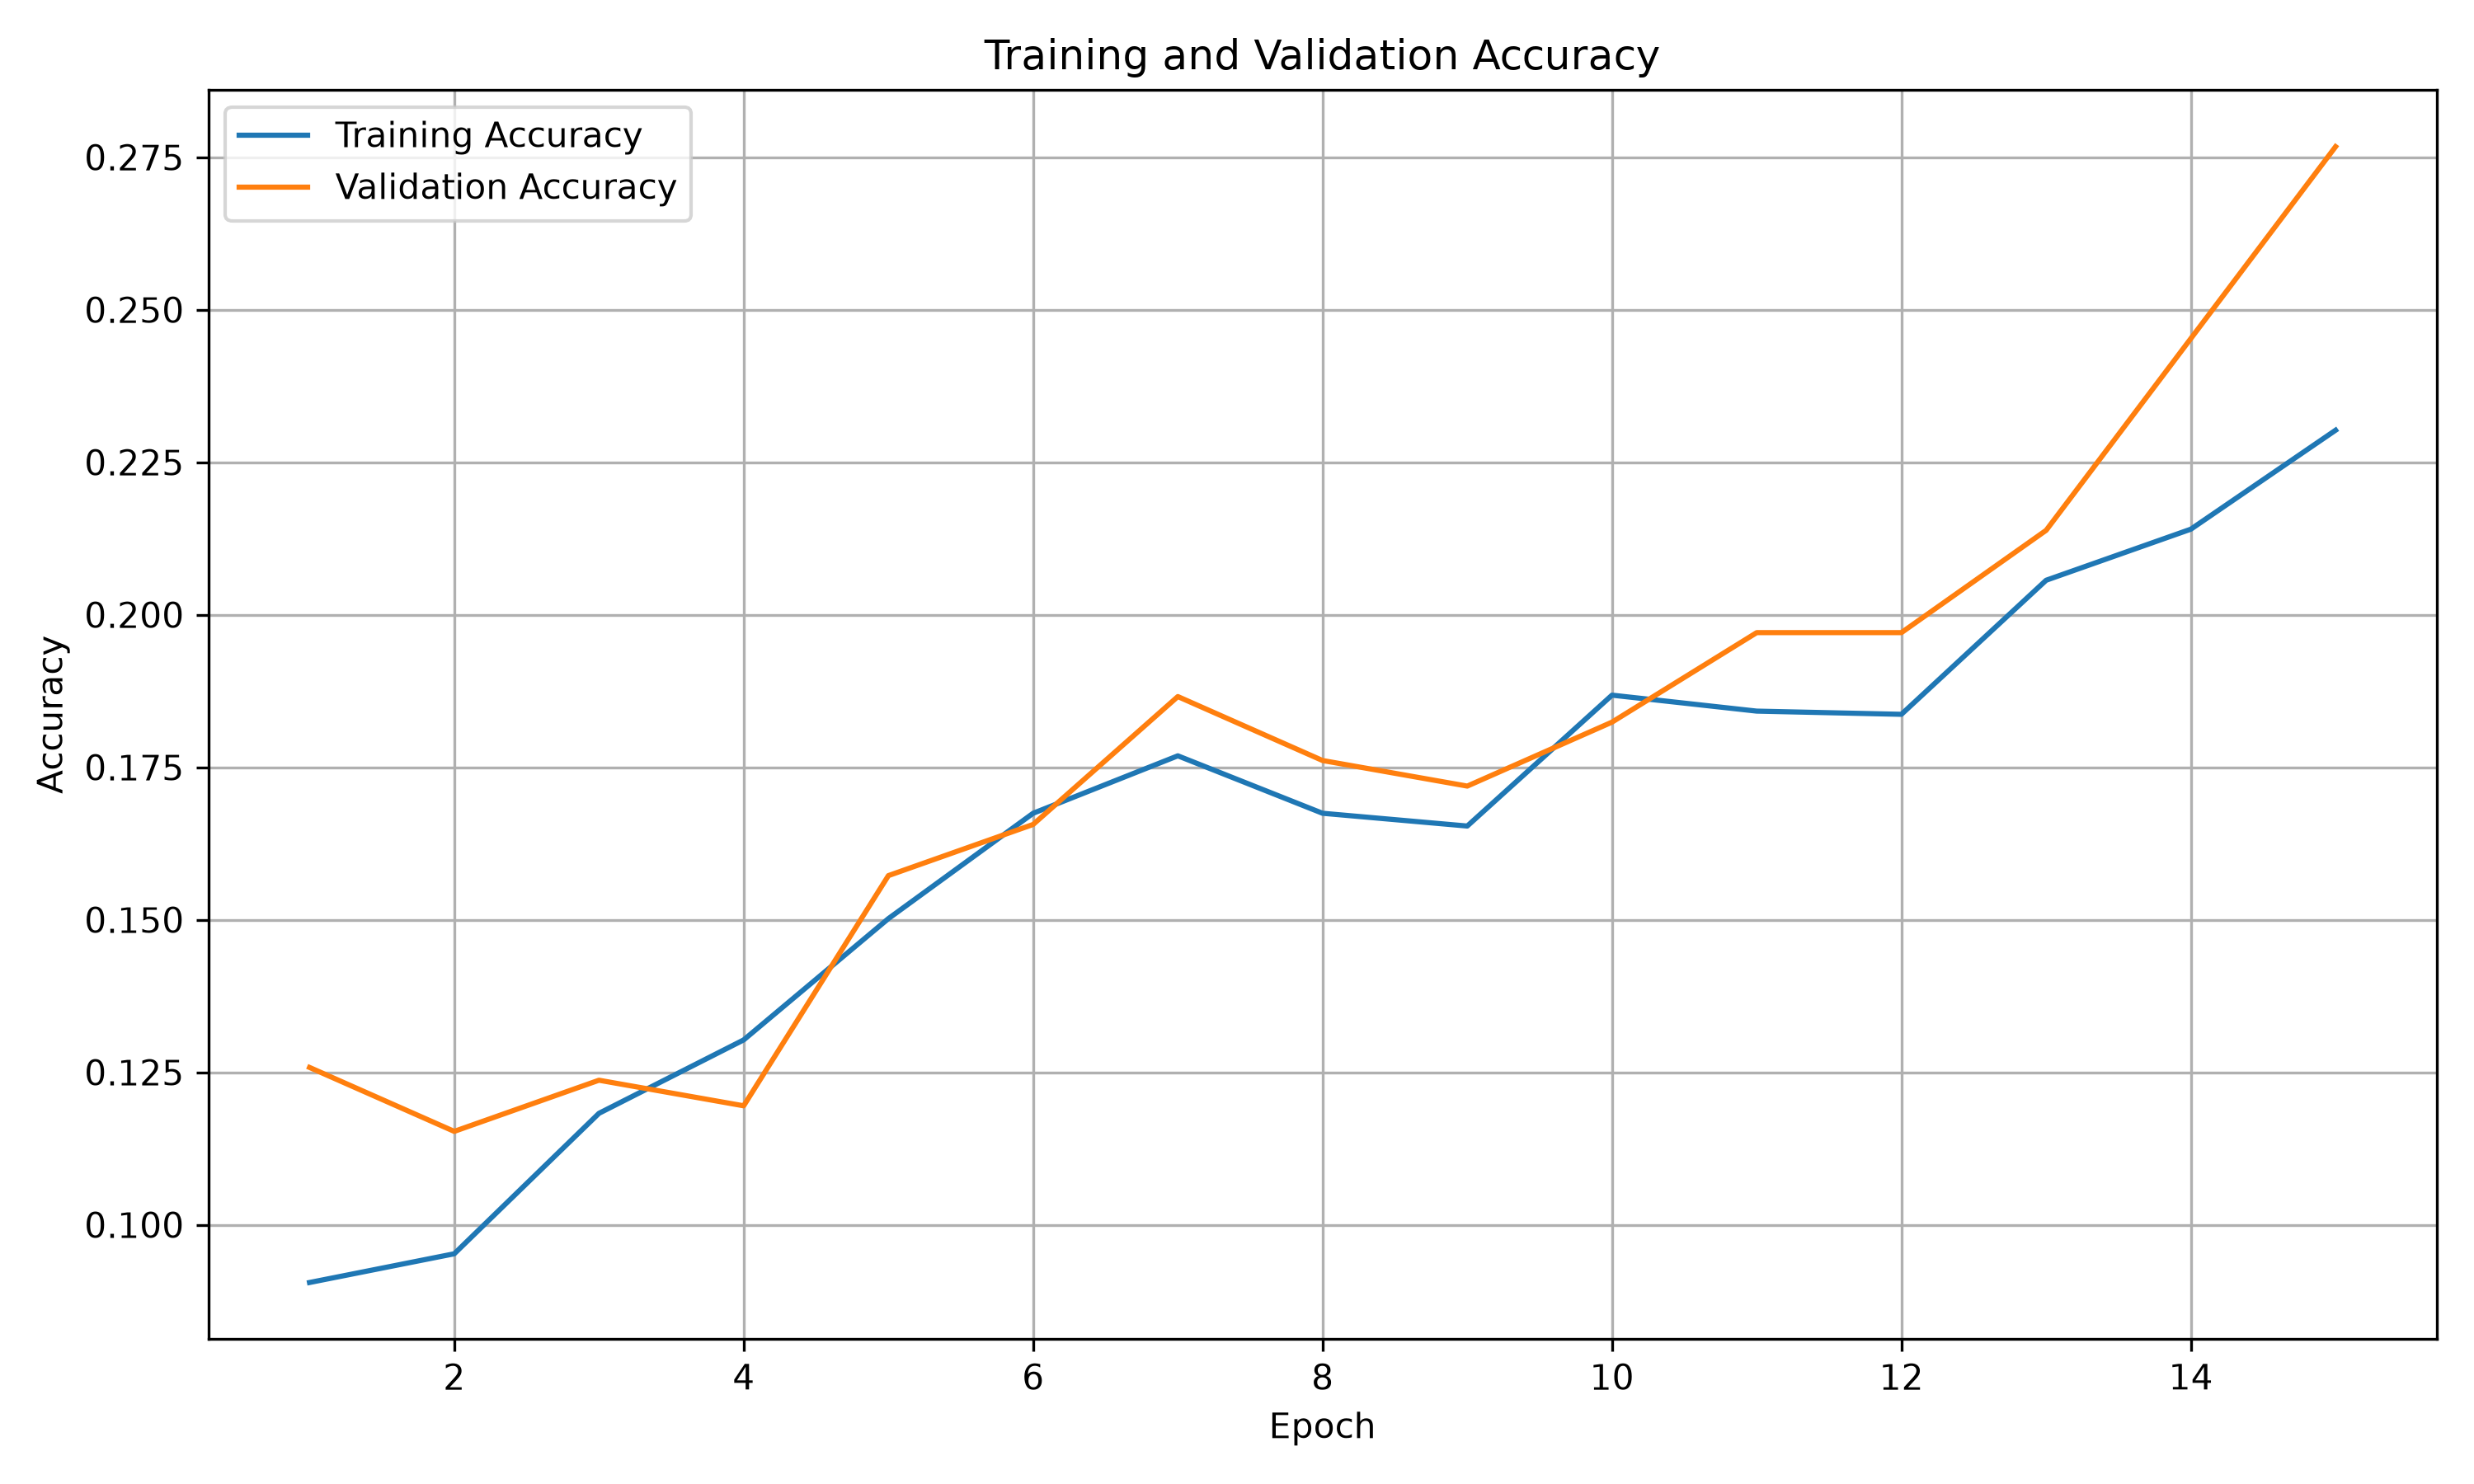 Training and Validation Accuracy
Training Accuracy
Validation Accuracy
0.275
0.250
0.225
0.200
0.175
0.150
0.125
0.100
Accuracy
2 4 6 8 10 12 14
Epoch